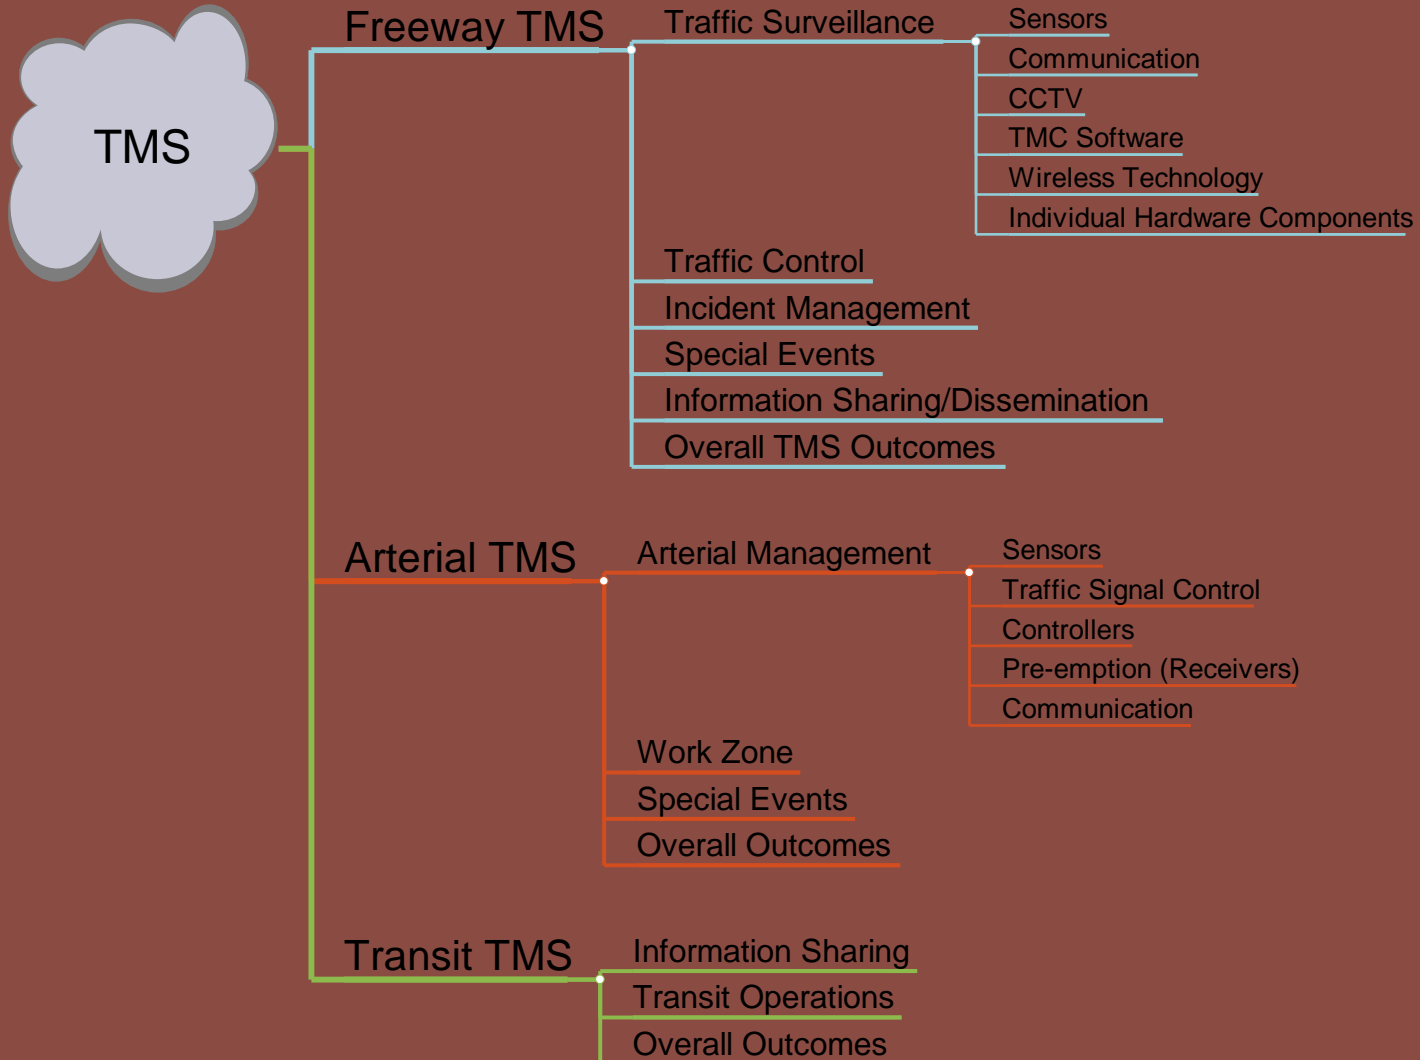 TMS
Freeway TMS
Traffic Surveillance
Sensors
Communication
CCTV
TMC Software
Wireless Technology
Individual Hardware Components
Traffic Control
Incident Management
Special Events
Information Sharing/Dissemination
Overall TMS Outcomes
Arterial TMS
Arterial Management
Sensors
Traffic Signal Control
Controllers
Pre-emption (Receivers)
Communication
Work Zone
Special Events
Overall Outcomes
Transit TMS
Information Sharing
Transit Operations
Overall Outcomes